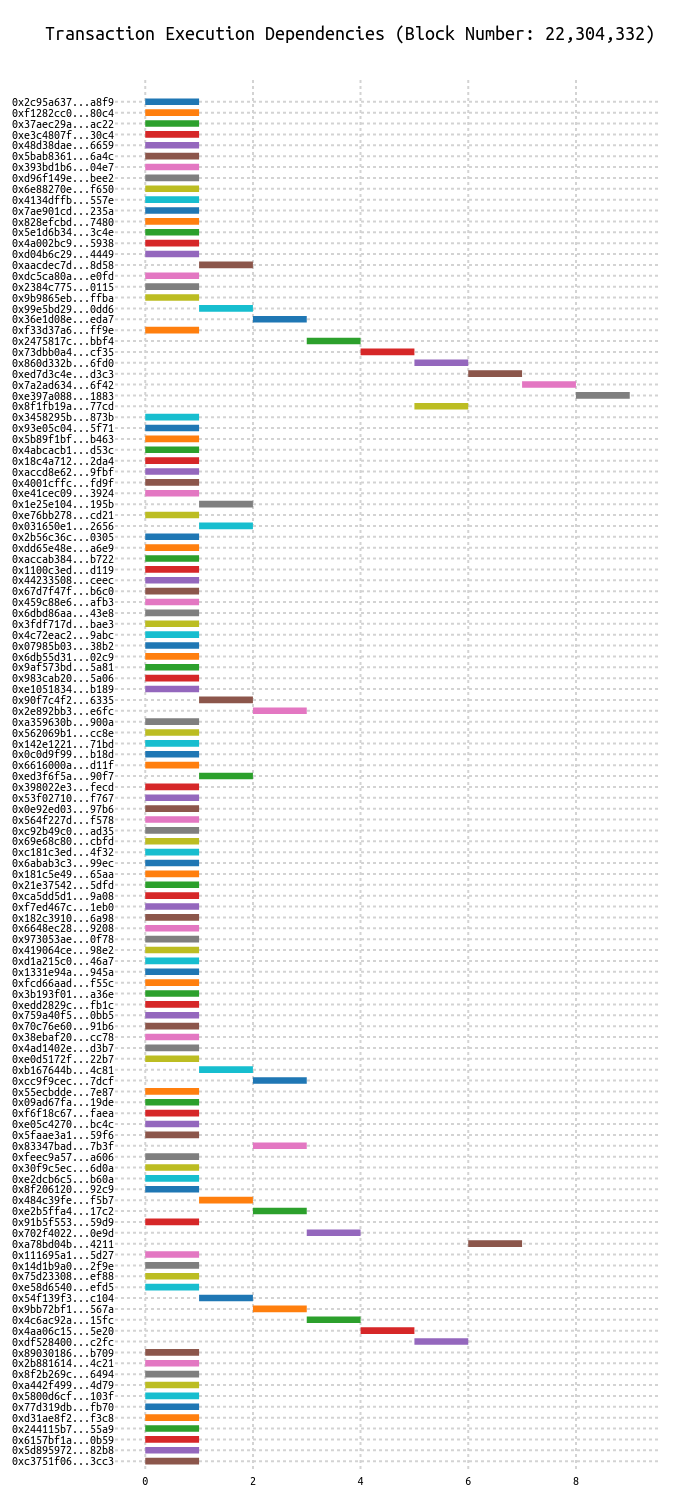 Transaction Execution Dependencies (Block Number: 22,304,332)
0x2c95a637...a8f9
0xf1282cc0...80c4
0x37aec29a...ac22
0xe3c4807f...30c4
0x48d38dae...6659
0x5bab8361...6a4c
0x393bd1b6...04e7
0xd96f149e...bee2
0x6e88270e...f650
0x4134dffb...557e
0x7ae901cd...235a
0x828efcbd...7480
0x5e1d6b34...3c4e
0x4a002bc9...5938
0xd04b6c29...4449
0xaacdec7d...8d58
0xdc5ca80a...e0fd
0x2384c775...0115
0x9b9865eb...ffba
0x99e5bd29...0dd6
0x36e1d08e...eda7
0xf33d37a6...ff9e
0x2475817c...bbf4
0x73dbb0a4...cf35
0x860d332b...6fd0
0xed7d3c4e...d3c3
0x7a2ad634...6f42
0xe397a088...1883
0x8f1fb19a...77cd
0x3458295b...873b
0x93e05c04...5f71
0x5b89f1bf...b463
0x4abcacb1...d53c
0x18c4a712...2da4
0xaccd8e62...9fbf
0x4001cffc...fd9f
0xe41cec09...3924
0x1e25e104...195b
0xe76bb278...cd21
0x031650e1...2656
0x2b56c36c...0305
0xdd65e48e...a6e9
0xaccab384...b722
0x1100c3ed...d119
0x44233508...ceec
0x67d7f47f...b6c0
0x459c88e6...afb3
0x6dbd86aa...43e8
0x3fdf717d...bae3
0x4c72eac2...9abc
0x07985b03...38b2
0x6db55d31...02c9
0x9af573bd...5a81
0x983cab20...5a06
0xe1051834...b189
0x90f7c4f2...6335
0x2e892bb3...e6fc
0xa359630b...900a
0x562069b1...cc8e
0x142e1221...71bd
0x0c0d9f99...b18d
0x6616000a...d11f
0xed3f6f5a...90f7
0x398022e3...fecd
0x53f02710...f767
0x0e92ed03...97b6
0x564f227d...f578
0xc92b49c0...ad35
0x69e68c80...cbfd
0xc181c3ed...4f32
0x6abab3c3...99ec
0x181c5e49...65aa
0x21e37542...5dfd
0xca5dd5d1...9a08
0xf7ed467c...1eb0
0x182c3910...6a98
0x6648ec28...9208
0x973053ae...0f78
0x419064ce...98e2
0xd1a215c0...46a7
0x1331e94a...945a
0xfcd66aad...f55c
0x3b193f01...a36e
0xedd2829c...fb1c
0x759a40f5...0bb5
0x70c76e60...91b6
0x38ebaf20...cc78
0x4ad1402e...d3b7
0xe0d5172f...22b7
0xb167644b...4c81
0xcc9f9cec...7dcf
0x55ecbdde...7e87
0x09ad67fa...19de
0xf6f18c67...faea
0xe05c4270...bc4c
0x5faae3a1...59f6
0x83347bad...7b3f
0xfeec9a57...a606
0x30f9c5ec...6d0a
0xe2dcb6c5...b60a
0x8f206120...92c9
0x484c39fe...f5b7
0xe2b5ffa4...17c2
0x91b5f553...59d9
0x702f4022...0e9d
0xa78bd04b...4211
0x111695a1...5d27
0x14d1b9a0...2f9e
0x75d23308...ef88
0xe58d6540...efd5
0x54f139f3...c104
0x9bb72bf1...567a
0x4c6ac92a...15fc
0x4aa06c15...5e20
0xdf528400...c2fc
0x89030186...b709
0x2b881614...4c21
0x8f2b269c...6494
0xa442f499...4d79
0x5800d6cf...103f
0x77d319db...fb70
0xd31ae8f2...f3c8
0x244115b7...55a9
0x6157bf1a...0b59
0x5d895972...82b8
0xc3751f06...3cc3
0 2 4 6 8